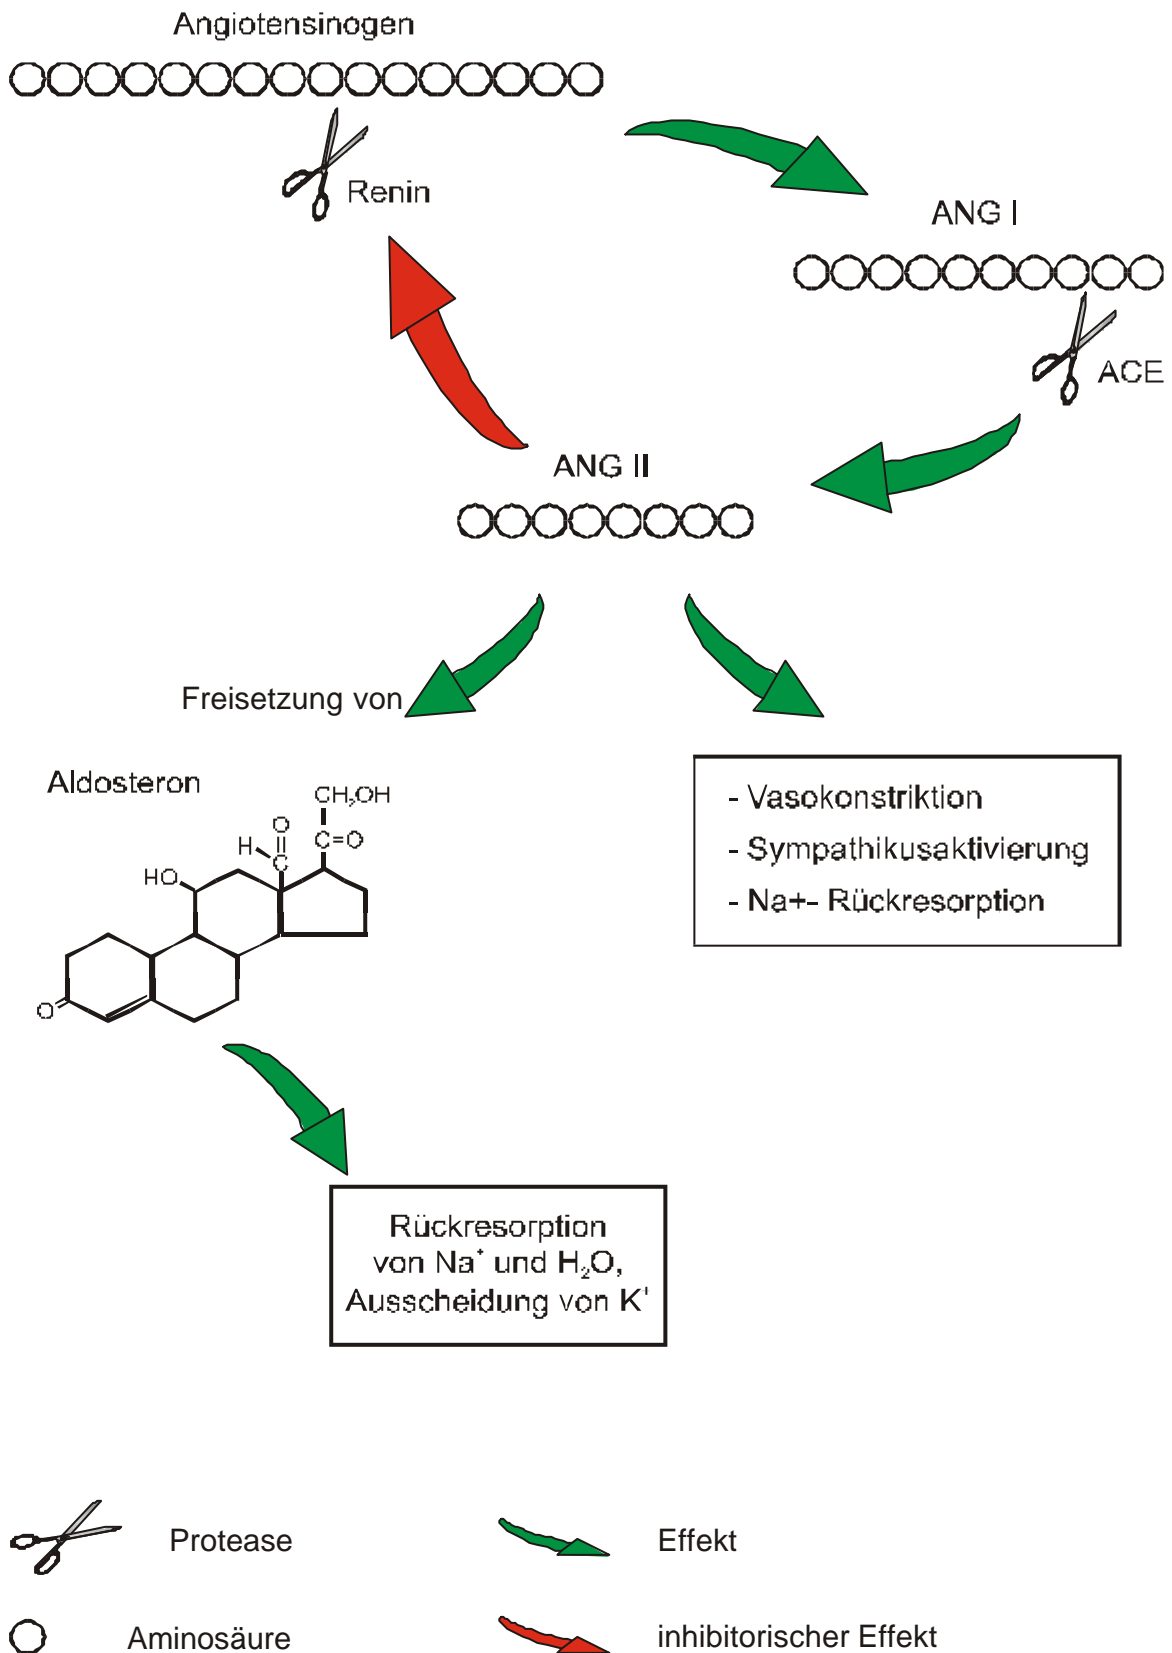 Angiotensinogen
Renin
ANG I
ACE
ANG II
Freisetzung von
Aldosteron
CH₂OH
O
H
C
C=O
HO
O
- Vasokonstriktion
- Sympathikusaktivierung
- Na+- Rückresorption
Rückresorption
von Na⁺ und H₂O,
Ausscheidung von K⁺
Protease
Effekt
Aminosäure
inhibitorischer Effekt